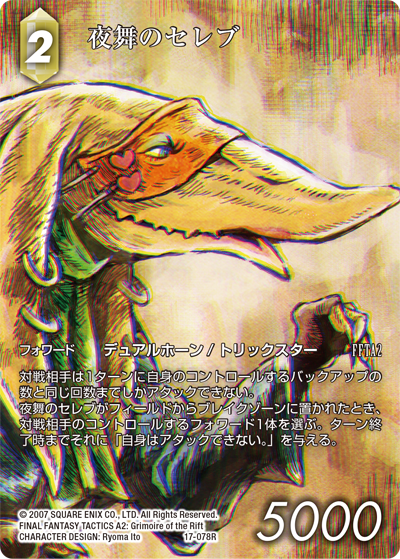 2
夜舞のセレブ
フォワード デュアルホーン / トリックスター FFTA2
対戦相手は1ターンに自身のコントロールするバックアップの
数と同じ回数までしかアタックできない。
夜舞のセレブがフィールドからブレイクゾーンに置かれたとき、
対戦相手のコントロールするフォワード1体を選ぶ。ターン終
了時までそれに「自身はアタックできない。」を与える。
© 2007 SQUARE ENIX CO., LTD. All Rights Reserved.
FINAL FANTASY TACTICS A2: Grimoire of the Rift
CHARACTER DESIGN: Ryoma Ito 17-078R
5000